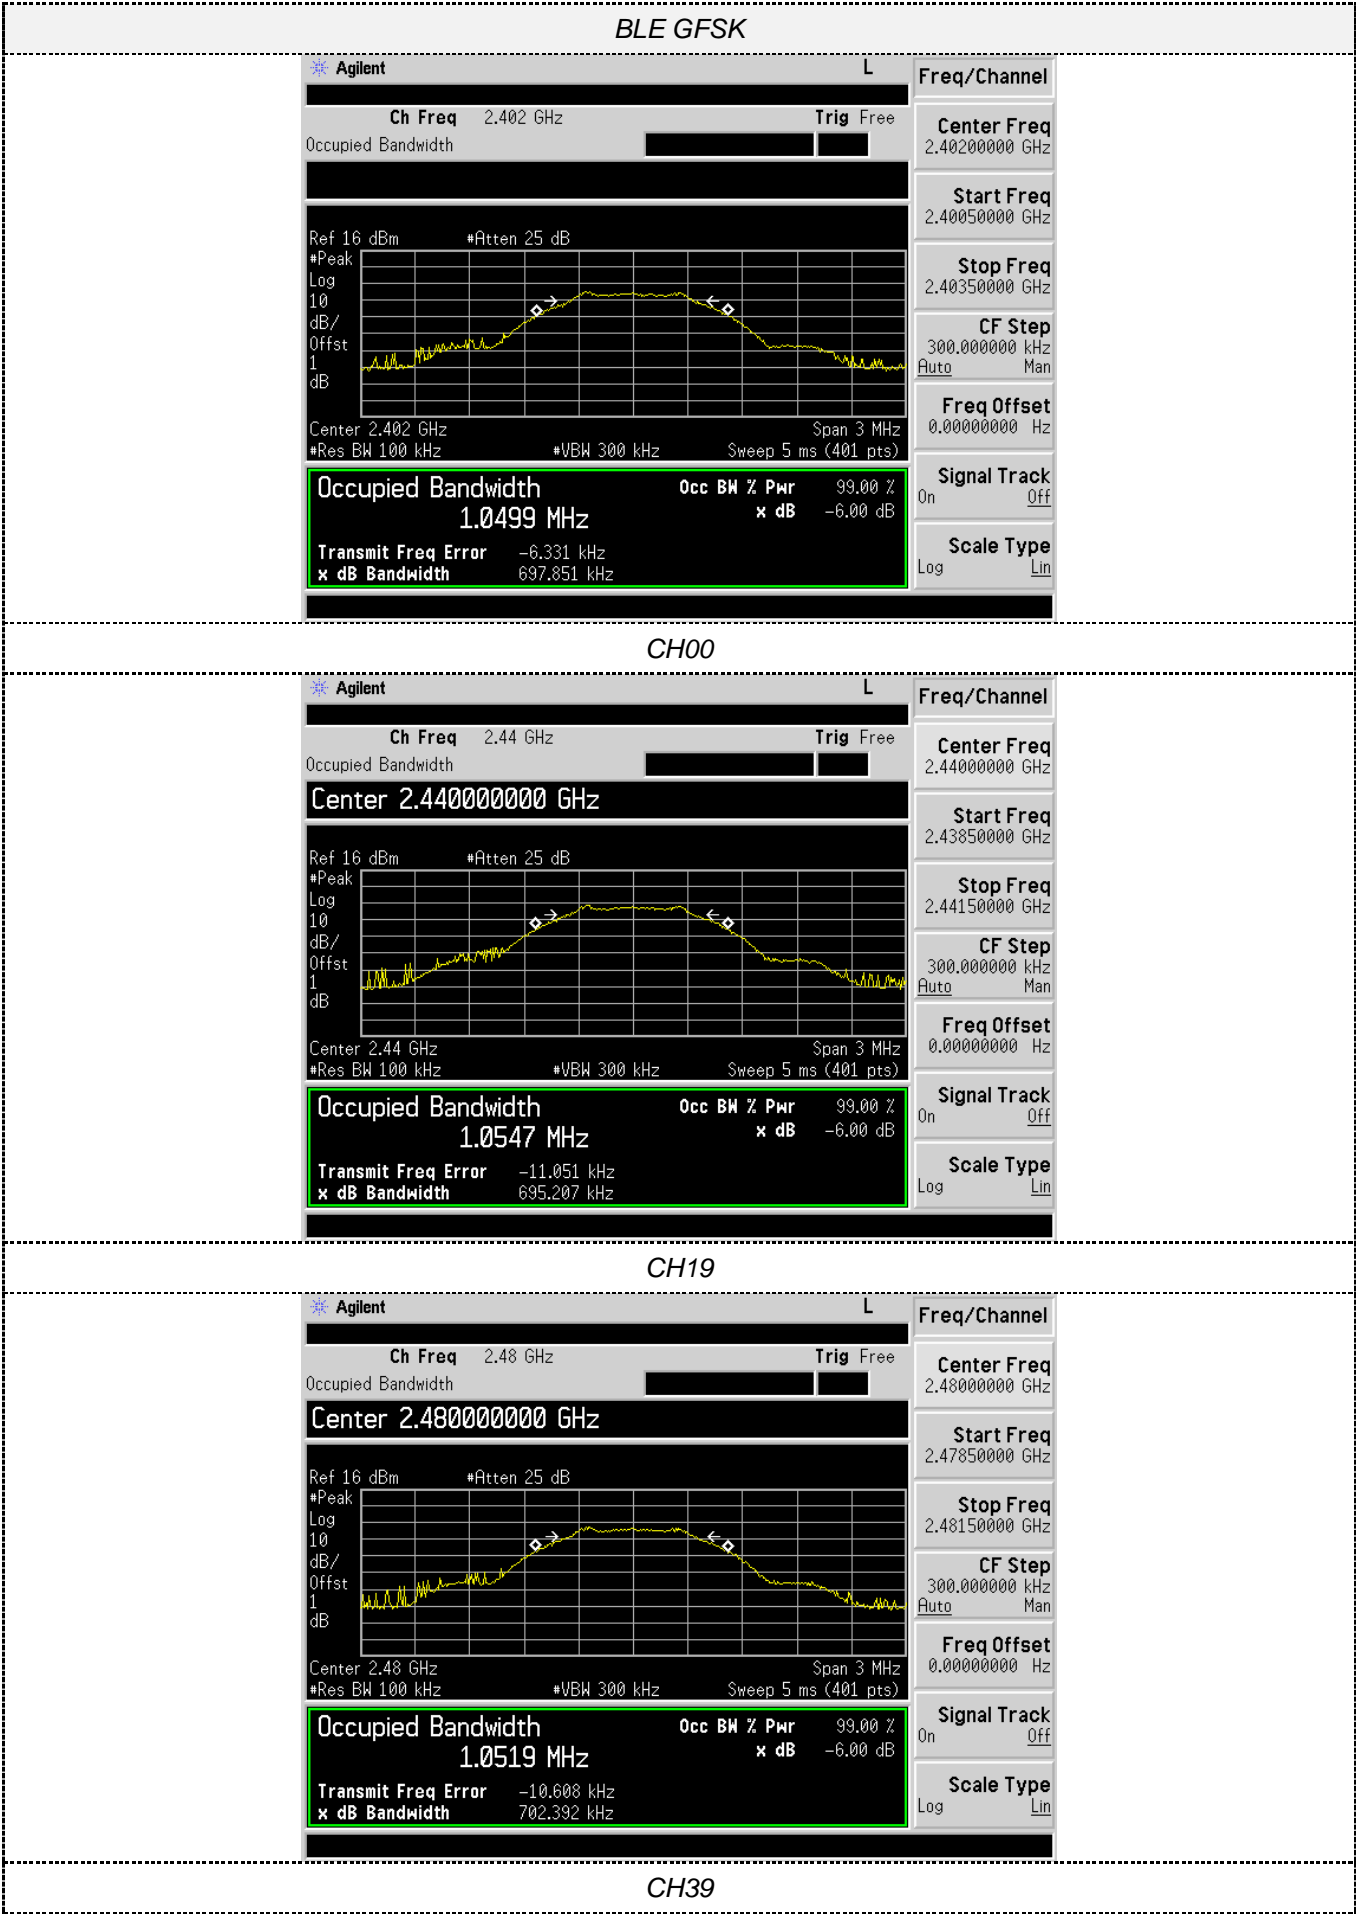 BLE GFSK
Agilent L Freq/Channel
Ch Freq 2.402 GHz Trig Free
Occupied Bandwidth
Center Freq
2.40200000 GHz
Start Freq
2.40050000 GHz
Stop Freq
2.40350000 GHz
CF Step
300.000000 kHz
Auto Man
Freq Offset
0.00000000 Hz
Signal Track
On Off
Scale Type
Log Lin
Ref 16 dBm #Atten 25 dB
#Peak
Log
10
dB/
Offst
1
dB
Center 2.402 GHz Span 3 MHz
#Res BW 100 kHz #VBW 300 kHz Sweep 5 ms (401 pts)
Occupied Bandwidth Occ BW % Pwr 99.00 %
1.0499 MHz x dB -6.00 dB
Transmit Freq Error -6.331 kHz
x dB Bandwidth 697.851 kHz
CH00
Agilent L Freq/Channel
Ch Freq 2.44 GHz Trig Free
Occupied Bandwidth
Center 2.440000000 GHz
Center Freq
2.44000000 GHz
Start Freq
2.43850000 GHz
Stop Freq
2.44150000 GHz
CF Step
300.000000 kHz
Auto Man
Freq Offset
0.00000000 Hz
Signal Track
On Off
Scale Type
Log Lin
Ref 16 dBm #Atten 25 dB
#Peak
Log
10
dB/
Offst
1
dB
Center 2.44 GHz Span 3 MHz
#Res BW 100 kHz #VBW 300 kHz Sweep 5 ms (401 pts)
Occupied Bandwidth Occ BW % Pwr 99.00 %
1.0547 MHz x dB -6.00 dB
Transmit Freq Error -11.051 kHz
x dB Bandwidth 695.207 kHz
CH19
Agilent L Freq/Channel
Ch Freq 2.48 GHz Trig Free
Occupied Bandwidth
Center 2.480000000 GHz
Center Freq
2.48000000 GHz
Start Freq
2.47850000 GHz
Stop Freq
2.48150000 GHz
CF Step
300.000000 kHz
Auto Man
Freq Offset
0.00000000 Hz
Signal Track
On Off
Scale Type
Log Lin
Ref 16 dBm #Atten 25 dB
#Peak
Log
10
dB/
Offst
1
dB
Center 2.48 GHz Span 3 MHz
#Res BW 100 kHz #VBW 300 kHz Sweep 5 ms (401 pts)
Occupied Bandwidth Occ BW % Pwr 99.00 %
1.0519 MHz x dB -6.00 dB
Transmit Freq Error -10.608 kHz
x dB Bandwidth 702.392 kHz
CH39